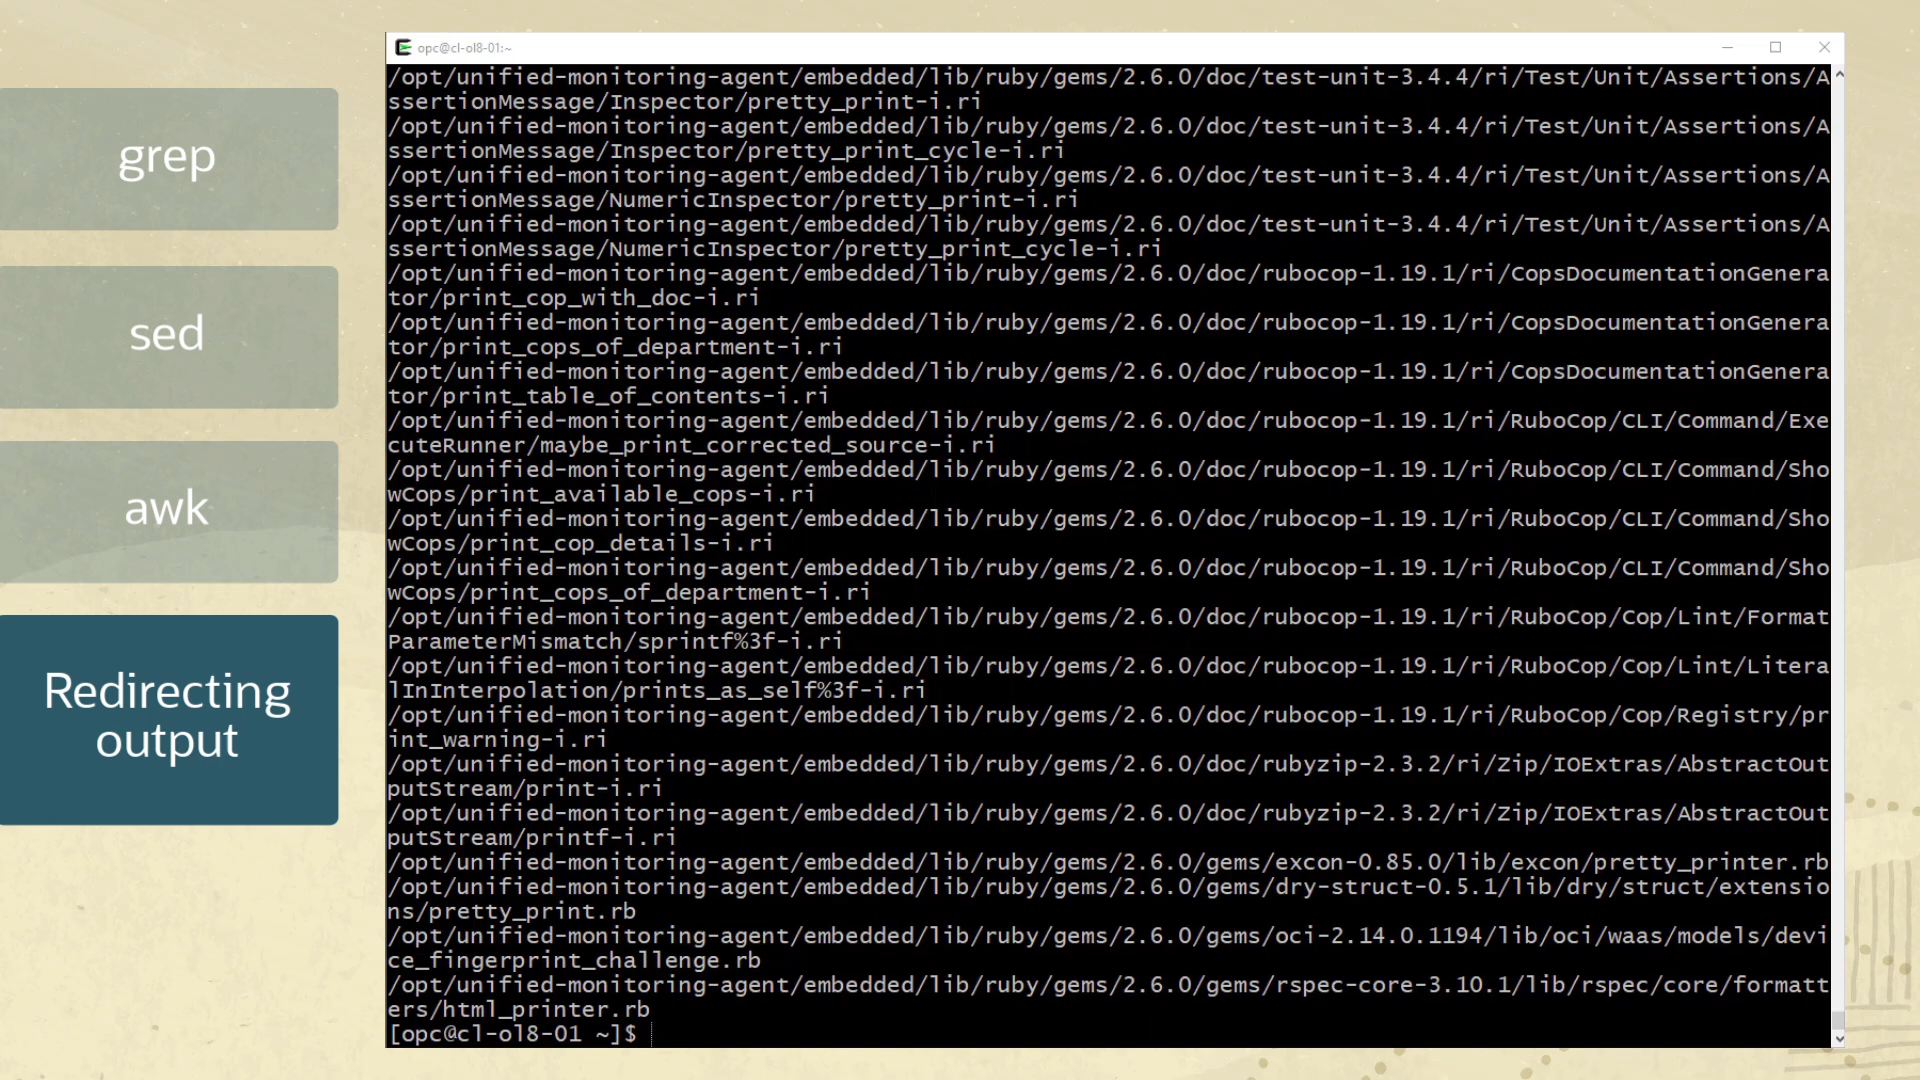 grep
sed
awk
Redirecting
output
opc@cl-ol8-01:~
/opt/unified-monitoring-agent/embedded/lib/ruby/gems/2.6.0/doc/test-unit-3.4.4/ri/Test/Unit/Assertions/A
ssertionMessage/Inspector/pretty_print-i.ri
/opt/unified-monitoring-agent/embedded/lib/ruby/gems/2.6.0/doc/test-unit-3.4.4/ri/Test/Unit/Assertions/A
ssertionMessage/Inspector/pretty_print_cycle-i.ri
/opt/unified-monitoring-agent/embedded/lib/ruby/gems/2.6.0/doc/test-unit-3.4.4/ri/Test/Unit/Assertions/A
ssertionMessage/NumericInspector/pretty_print-i.ri
/opt/unified-monitoring-agent/embedded/lib/ruby/gems/2.6.0/doc/test-unit-3.4.4/ri/Test/Unit/Assertions/A
ssertionMessage/NumericInspector/pretty_print_cycle-i.ri
/opt/unified-monitoring-agent/embedded/lib/ruby/gems/2.6.0/doc/rubocop-1.19.1/ri/CopsDocumentationGenera
tor/print_cop_with_doc-i.ri
/opt/unified-monitoring-agent/embedded/lib/ruby/gems/2.6.0/doc/rubocop-1.19.1/ri/CopsDocumentationGenera
tor/print_cops_of_department-i.ri
/opt/unified-monitoring-agent/embedded/lib/ruby/gems/2.6.0/doc/rubocop-1.19.1/ri/CopsDocumentationGenera
tor/print_table_of_contents-i.ri
/opt/unified-monitoring-agent/embedded/lib/ruby/gems/2.6.0/doc/rubocop-1.19.1/ri/RuboCop/CLI/Command/Exe
cuteRunner/maybe_print_corrected_source-i.ri
/opt/unified-monitoring-agent/embedded/lib/ruby/gems/2.6.0/doc/rubocop-1.19.1/ri/RuboCop/CLI/Command/Sho
wCops/print_available_cops-i.ri
/opt/unified-monitoring-agent/embedded/lib/ruby/gems/2.6.0/doc/rubocop-1.19.1/ri/RuboCop/CLI/Command/Sho
wCops/print_cop_details-i.ri
/opt/unified-monitoring-agent/embedded/lib/ruby/gems/2.6.0/doc/rubocop-1.19.1/ri/RuboCop/CLI/Command/Sho
wCops/print_cops_of_department-i.ri
/opt/unified-monitoring-agent/embedded/lib/ruby/gems/2.6.0/doc/rubocop-1.19.1/ri/RuboCop/Cop/Lint/Format
ParameterMismatch/sprintf%3f-i.ri
/opt/unified-monitoring-agent/embedded/lib/ruby/gems/2.6.0/doc/rubocop-1.19.1/ri/RuboCop/Cop/Lint/Litera
lInInterpolation/prints_as_self%3f-i.ri
/opt/unified-monitoring-agent/embedded/lib/ruby/gems/2.6.0/doc/rubocop-1.19.1/ri/RuboCop/Cop/Registry/pr
int_warning-i.ri
/opt/unified-monitoring-agent/embedded/lib/ruby/gems/2.6.0/doc/rubyzip-2.3.2/ri/Zip/IOExtras/AbstractOut
putStream/print-i.ri
/opt/unified-monitoring-agent/embedded/lib/ruby/gems/2.6.0/doc/rubyzip-2.3.2/ri/Zip/IOExtras/AbstractOut
putStream/printf-i.ri
/opt/unified-monitoring-agent/embedded/lib/ruby/gems/2.6.0/gems/excon-0.85.0/lib/excon/pretty_printer.rb
/opt/unified-monitoring-agent/embedded/lib/ruby/gems/2.6.0/gems/dry-struct-0.5.1/lib/dry/struct/extensio
ns/pretty_print.rb
/opt/unified-monitoring-agent/embedded/lib/ruby/gems/2.6.0/gems/oci-2.14.0.1194/lib/oci/waas/models/devi
ce_fingerprint_challenge.rb
/opt/unified-monitoring-agent/embedded/lib/ruby/gems/2.6.0/gems/rspec-core-3.10.1/lib/rspec/core/formatt
ers/html_printer.rb
[opc@cl-ol8-01 ~]$